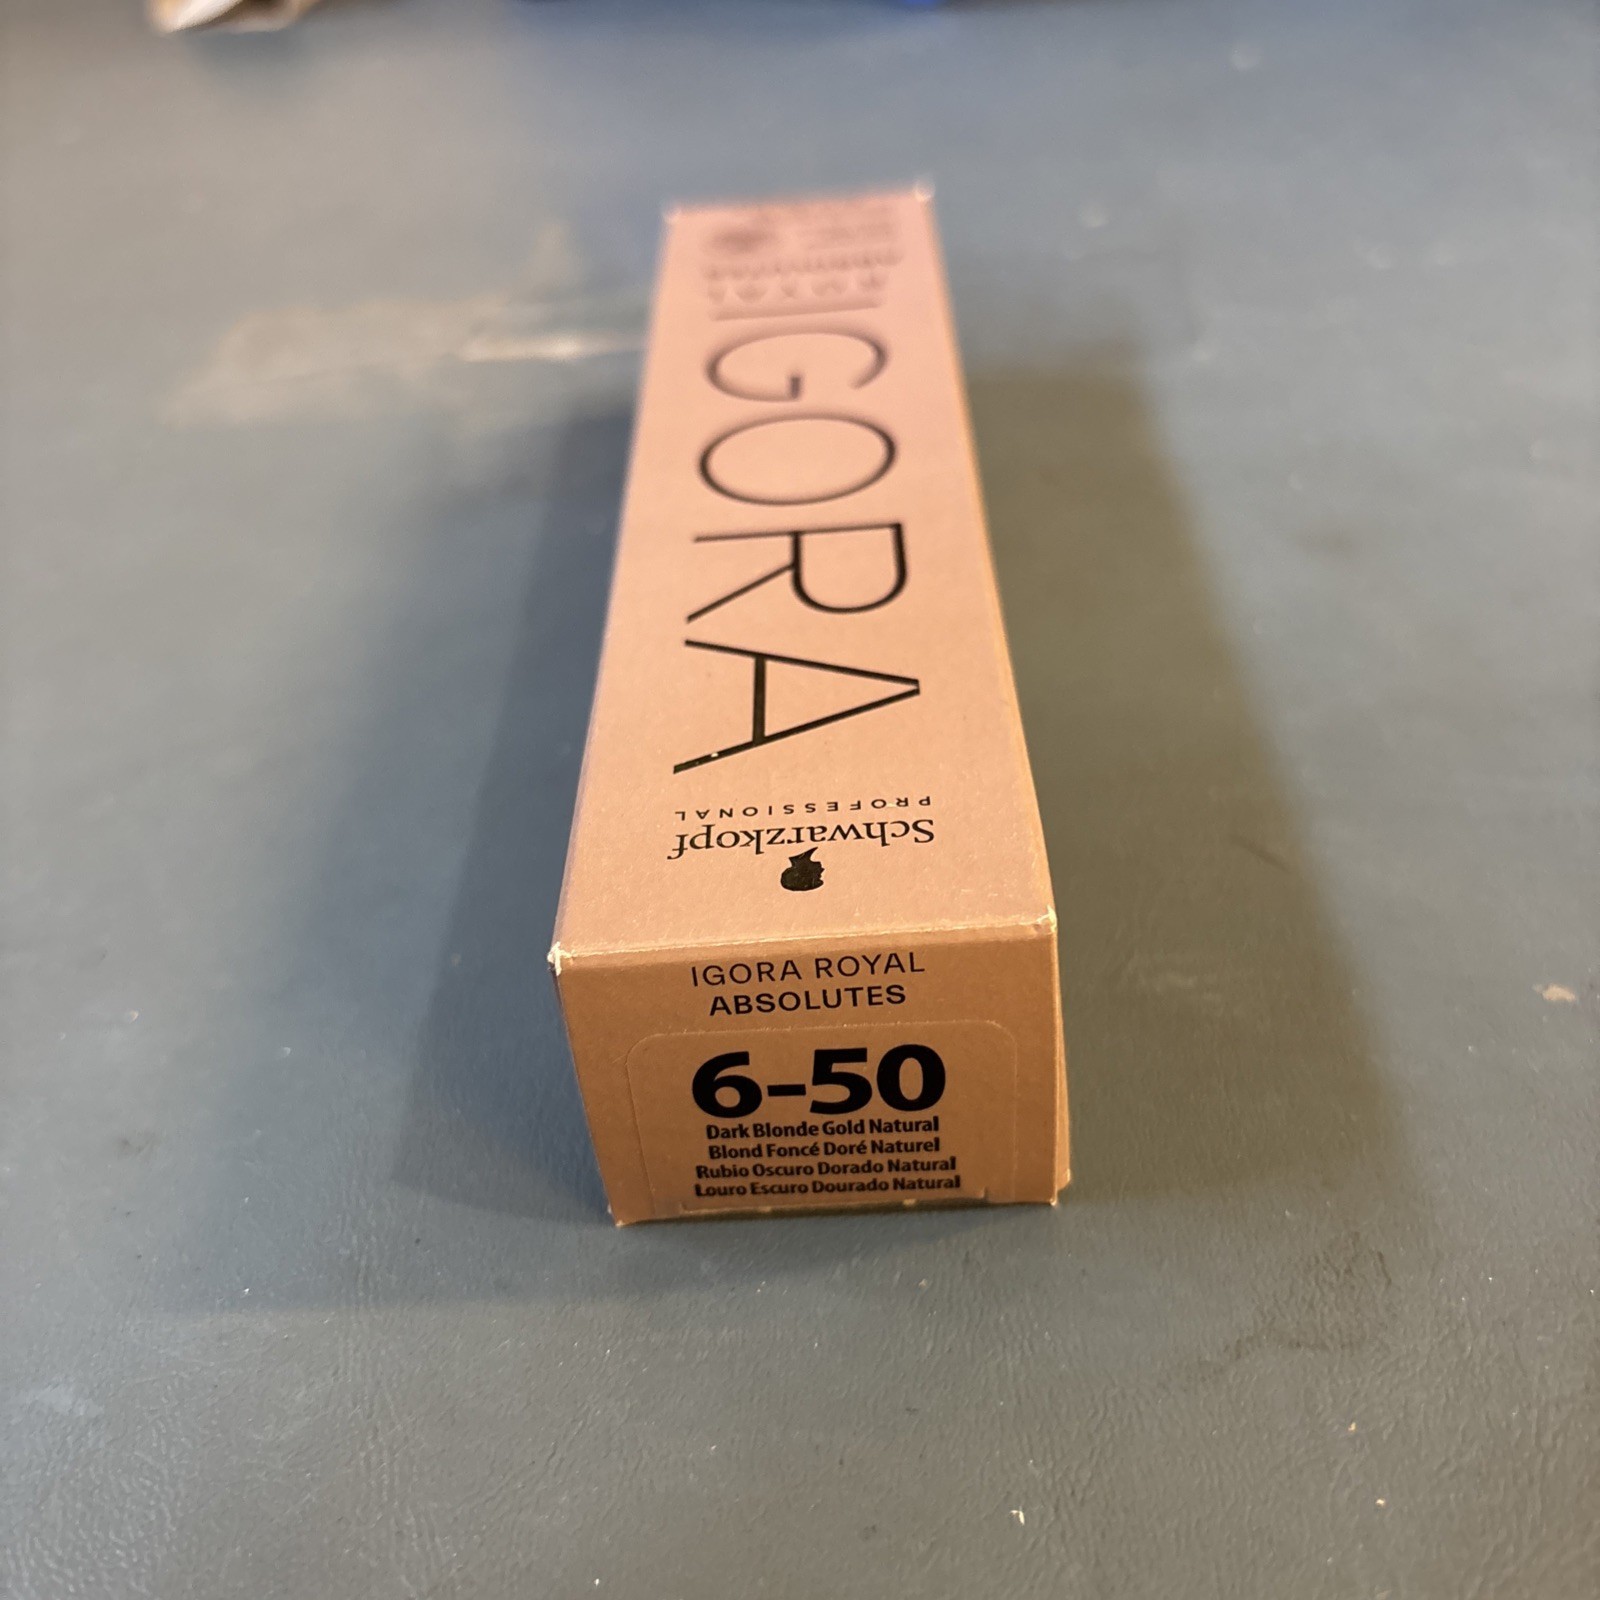 IGORA
Schwarzkopf
PROFESSIONAL
IGORA ROYAL
ABSOLUTES
6-50
Dark Blonde Gold Natural
Blond Foncé Doré Naturel
Rubio Oscuro Dorado Natural
Louro Escuro Dourado Natural